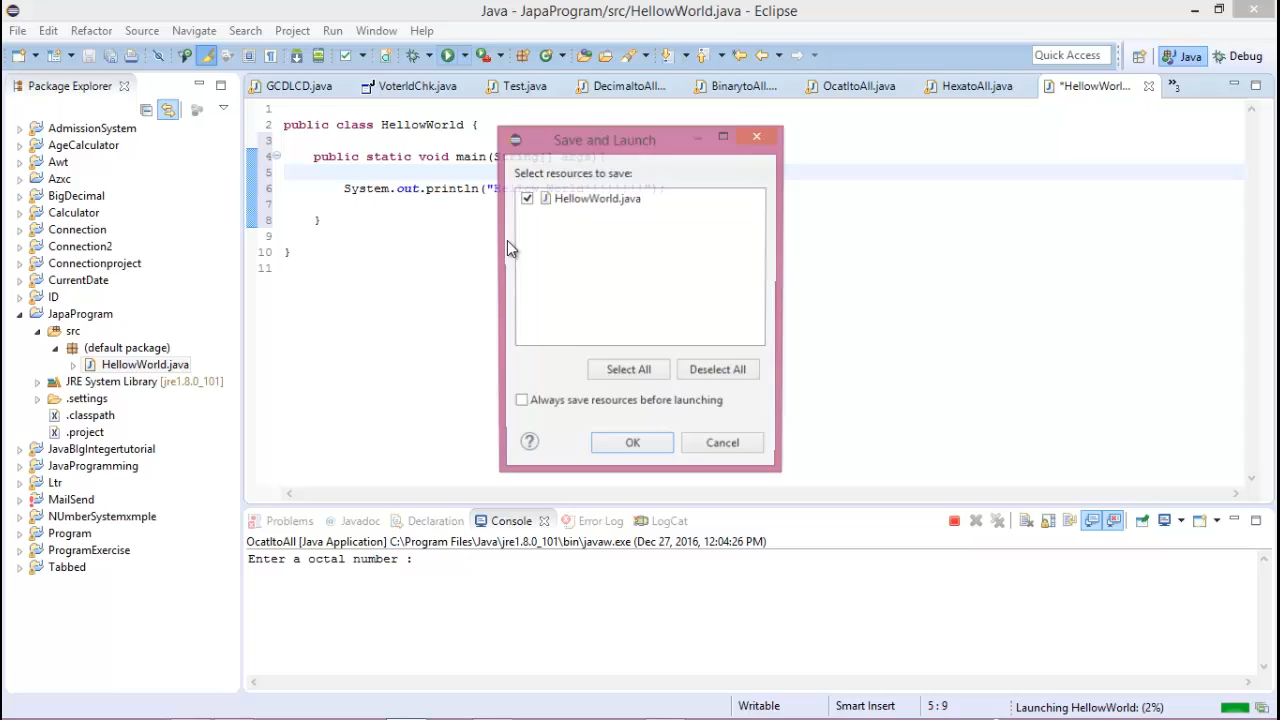 Java - JapaProgram/src/HellowWorld.java - Eclipse
File Edit Refactor Source Navigate Search Project Run Window Help
Quick Access Java Debug
Package Explorer
GCDLCD.java VoterIdChk.java Test.java DecimaltoAll... BinarytoAll.... OcatltoAll.java HexatoAll.java *HellowWorl... 3
AdmissionSystem
AgeCalculator
Awt
Azxc
BigDecimal
Calculator
Connection
Connection2
Connectionproject
CurrentDate
ID
JapaProgram
src
(default package)
HellowWorld.java
JRE System Library [jre1.8.0_101]
.settings
.classpath
.project
JavaBIgIntegertutorial
JavaProgramming
Ltr
MailSend
NUmberSystemxmple
Program
ProgramExercise
Tabbed
1
2 public class HellowWorld {
3
4 public static void main(String[] args){
5
6 System.out.println("
7
8 }
9
10 }
11
Save and Launch
Select resources to save:
HellowWorld.java
Select All Deselect All
Always save resources before launching
? OK Cancel
Problems Javadoc Declaration Console Error Log LogCat
OcatltoAll [Java Application] C:\Program Files\Java\jre1.8.0_101\bin\javaw.exe (Dec 27, 2016, 12:04:26 PM)
Enter a octal number :
Writable Smart Insert 5 : 9 Launching HellowWorld: (2%)